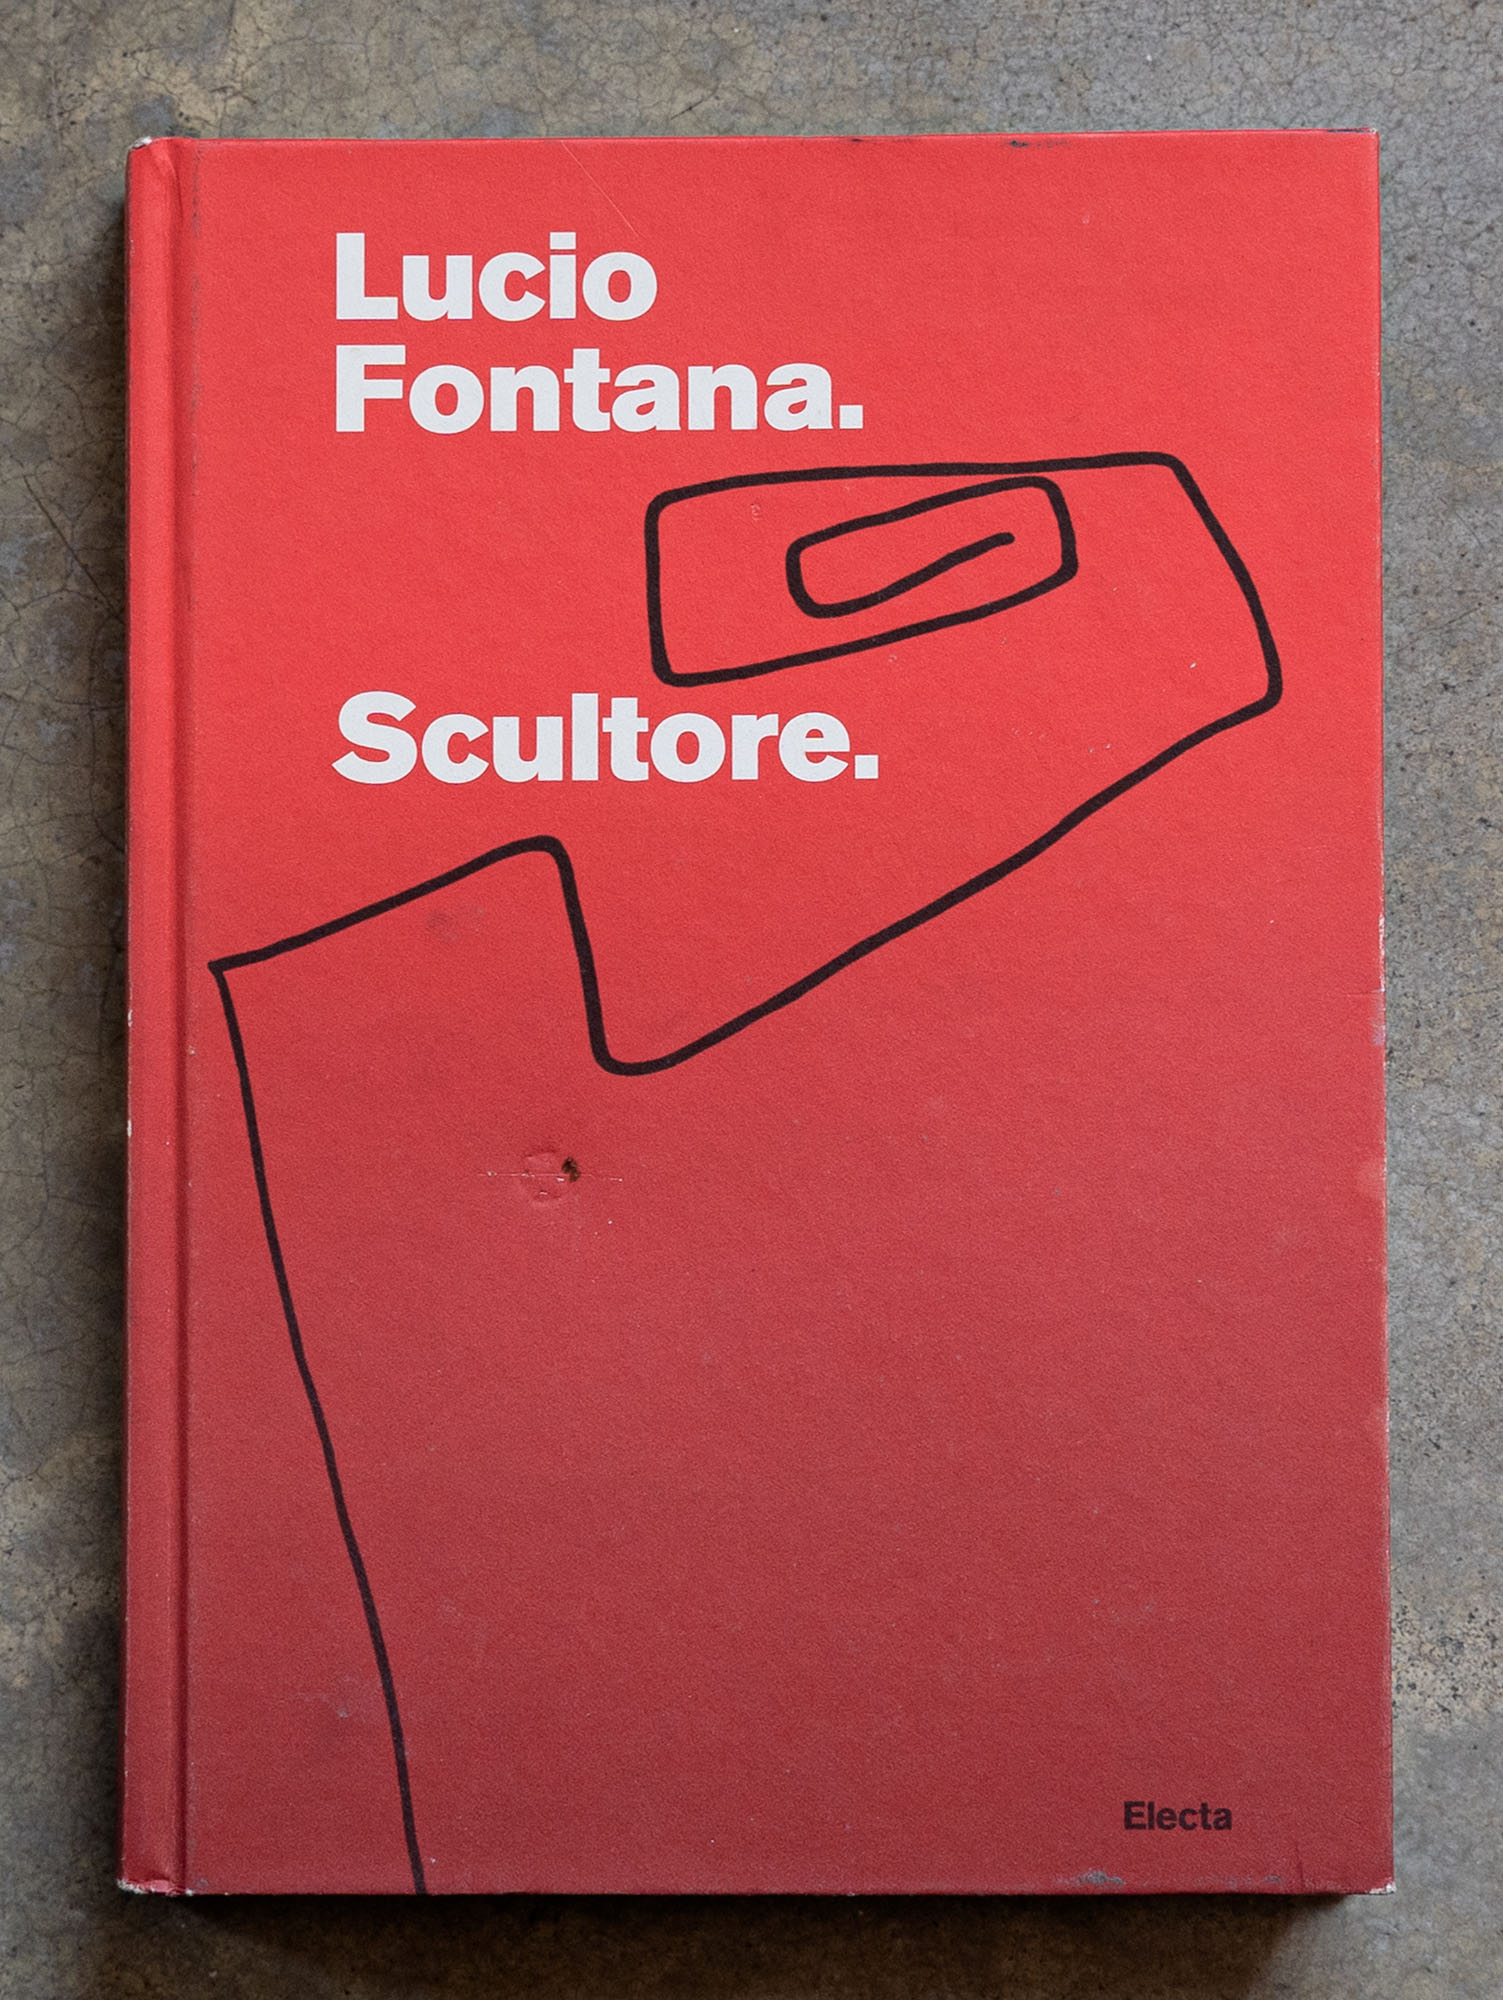 Lucio
Fontana.
Scultore.
Electa